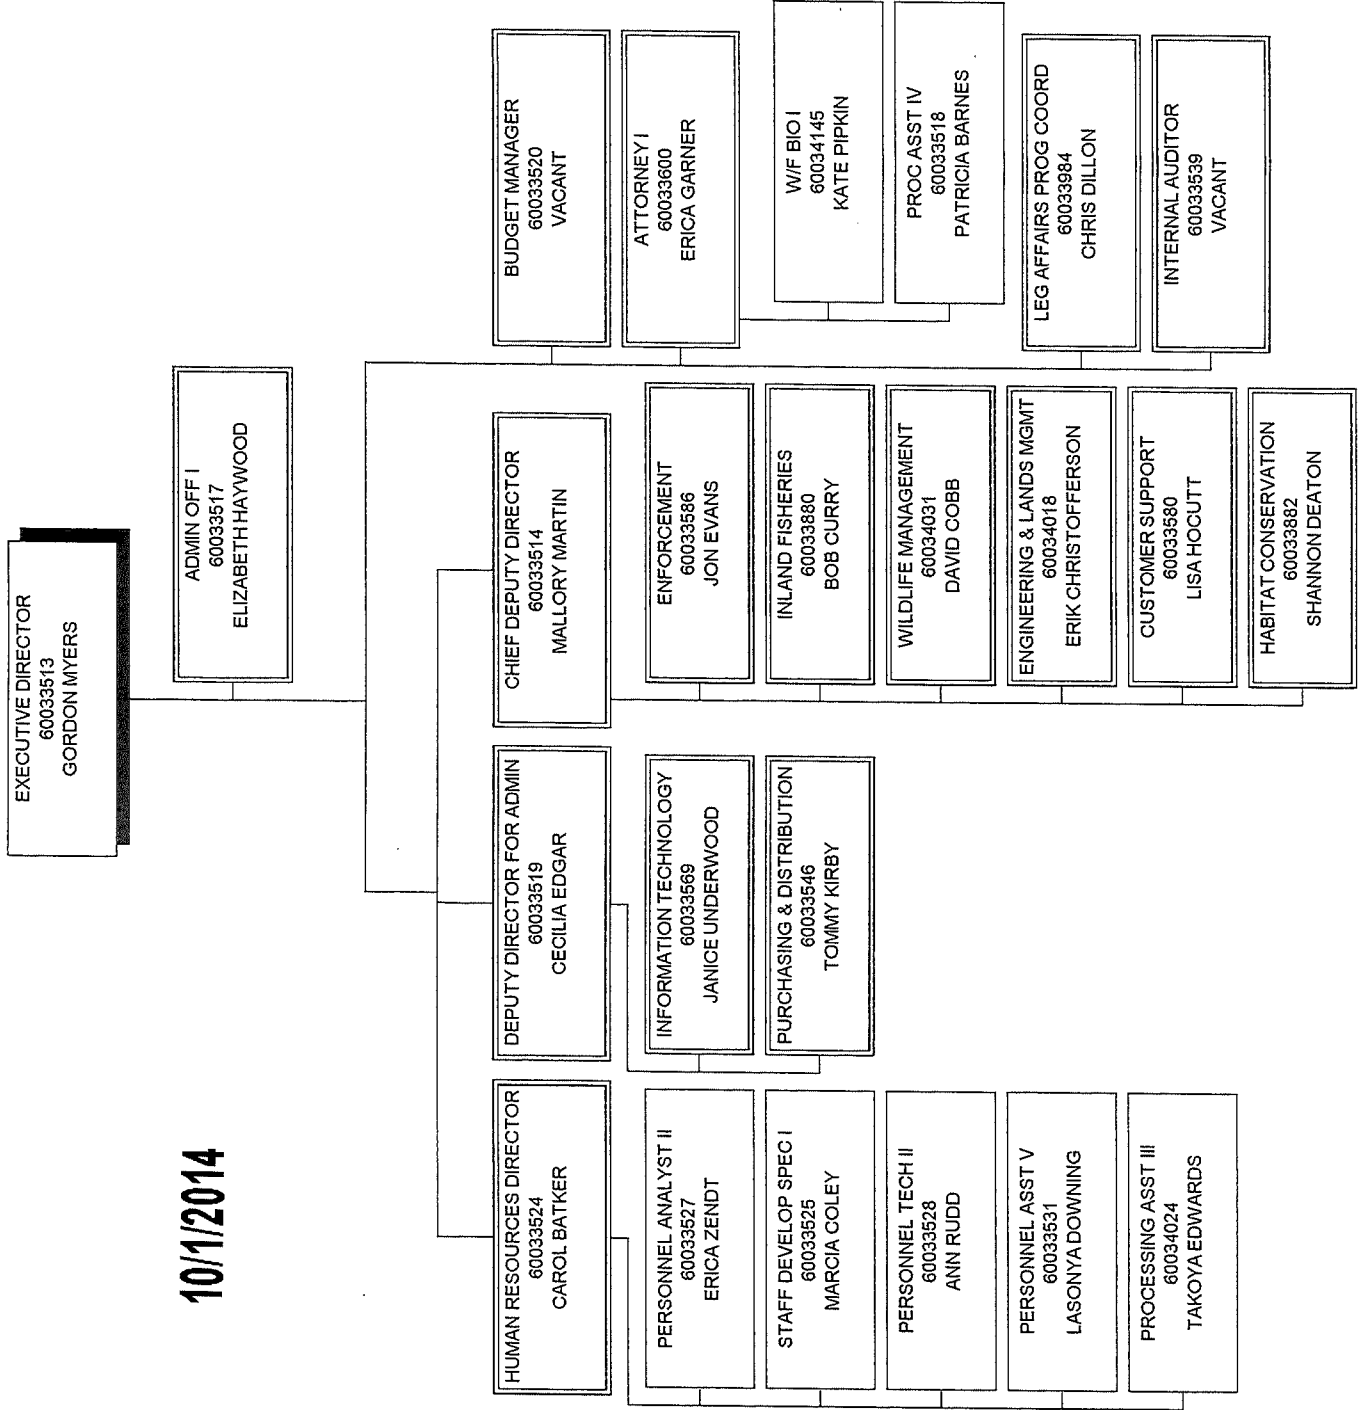 10/1/2014
EXECUTIVE DIRECTOR
60033513
GORDON MYERS
ADMIN OFF I
60033517
ELIZABETH HAYWOOD
HUMAN RESOURCES DIRECTOR
60033524
CAROL BATKER
PERSONNEL ANALYST II
60033527
ERICA ZENDT
STAFF DEVELOP SPEC I
60033525
MARCIA COLEY
PERSONNEL TECH II
60033528
ANN RUDD
PERSONNEL ASST V
60033531
LASONYA DOWNING
PROCESSING ASST III
60034024
TAKOYA EDWARDS
DEPUTY DIRECTOR FOR ADMIN
60033519
CECILIA EDGAR
INFORMATION TECHNOLOGY
60033569
JANICE UNDERWOOD
PURCHASING & DISTRIBUTION
60033546
TOMMY KIRBY
CHIEF DEPUTY DIRECTOR
60033514
MALLORY MARTIN
ENFORCEMENT
60033586
JON EVANS
INLAND FISHERIES
60033880
BOB CURRY
WILDLIFE MANAGEMENT
60034031
DAVID COBB
ENGINEERING & LANDS MGMT
60034018
ERIK CHRISTOFFERSON
CUSTOMER SUPPORT
60033580
LISA HOCUTT
HABITAT CONSERVATION
60033882
SHANNON DEATON
BUDGET MANAGER
60033520
VACANT
ATTORNEY I
60033600
ERICA GARNER
W/F BIO I
60034145
KATE PIPKIN
PROC ASST IV
60033518
PATRICIA BARNES
LEG AFFAIRS PROG COORD
60033984
CHRIS DILLON
INTERNAL AUDITOR
60033539
VACANT